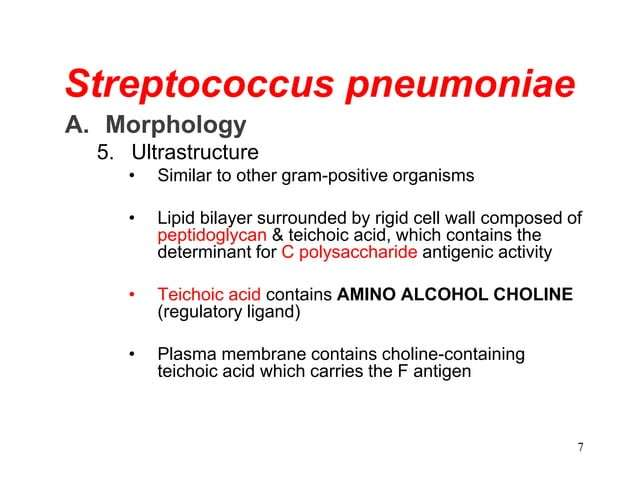 Streptococcus pneumoniae
A. Morphology
5. Ultrastructure
• Similar to other gram-positive organisms
• Lipid bilayer surrounded by rigid cell wall composed of
peptidoglycan & teichoic acid, which contains the
determinant for C polysaccharide antigenic activity
• Teichoic acid contains AMINO ALCOHOL CHOLINE
(regulatory ligand)
• Plasma membrane contains choline-containing
teichoic acid which carries the F antigen
7